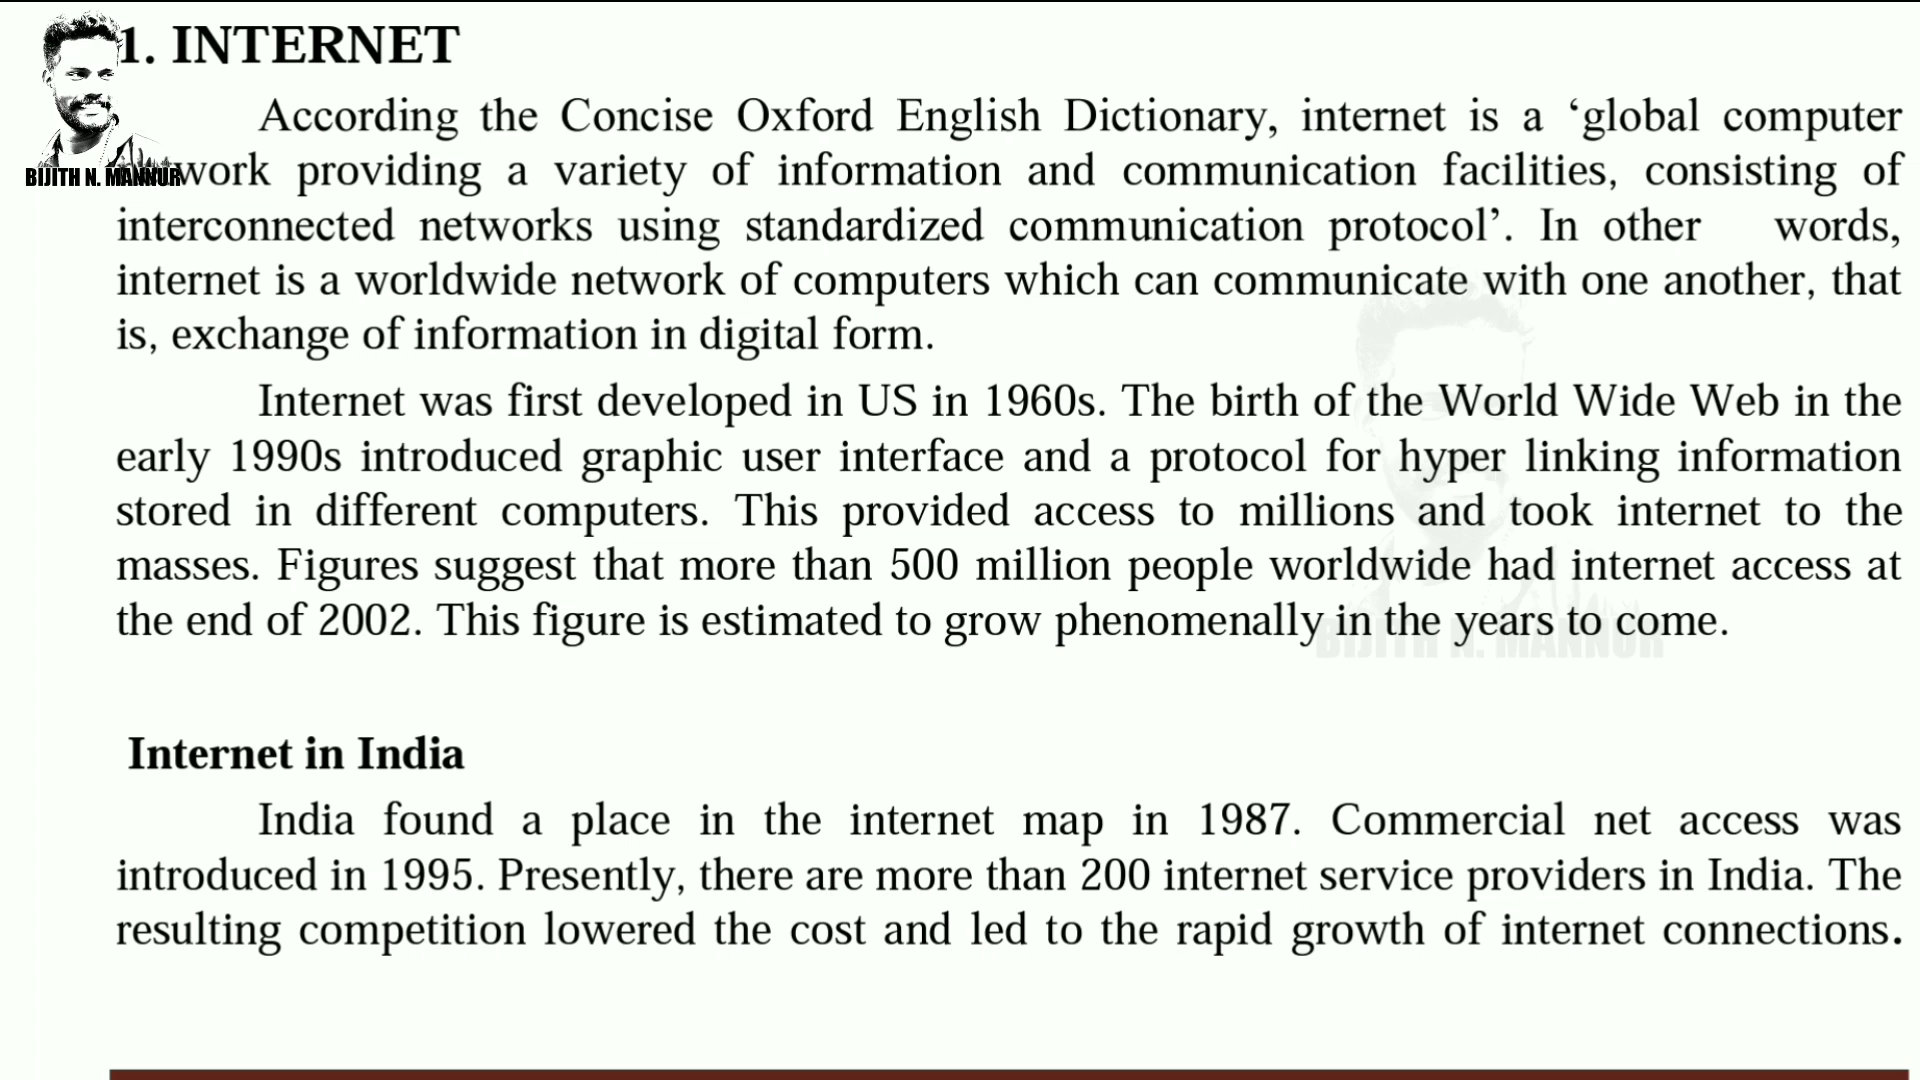 1. INTERNET
According the Concise Oxford English Dictionary, internet is a ‘global computer
work providing a variety of information and communication facilities, consisting of
interconnected networks using standardized communication protocol’. In other words,
internet is a worldwide network of computers which can communicate with one another, that
is, exchange of information in digital form.
Internet was first developed in US in 1960s. The birth of the World Wide Web in the
early 1990s introduced graphic user interface and a protocol for hyper linking information
stored in different computers. This provided access to millions and took internet to the
masses. Figures suggest that more than 500 million people worldwide had internet access at
the end of 2002. This figure is estimated to grow phenomenally in the years to come.
Internet in India
India found a place in the internet map in 1987. Commercial net access was
introduced in 1995. Presently, there are more than 200 internet service providers in India. The
resulting competition lowered the cost and led to the rapid growth of internet connections.
BIJITH N. MANNUR
BIJITH N. MANNUR